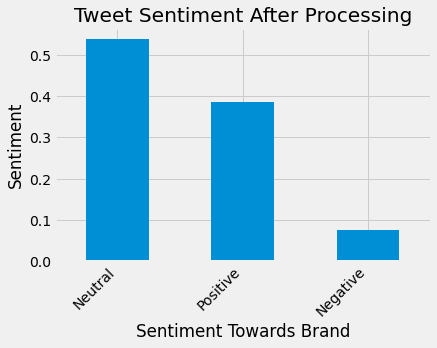 Tweet Sentiment After Processing
Sentiment
0.5
0.4
0.3
0.2
0.1
0.0
Neutral
Positive
Negative
Sentiment Towards Brand